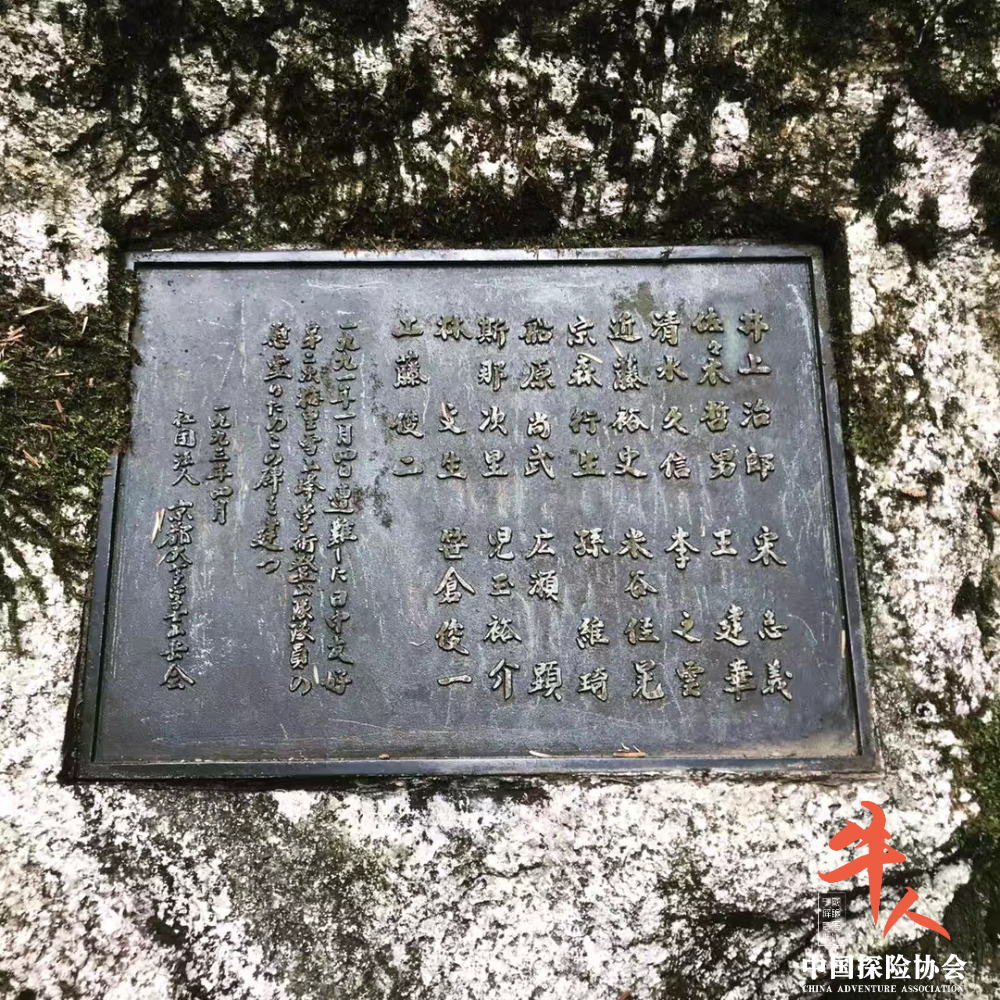 井上治郎 宋志義
佐々木哲男 王建華
清水久信 李之雲
近藤裕史 米谷佳晃
宗森行生 孫維琦
船原尚武 広瀬顕
斯那次里 児玉裕介
林文生 笹倉俊一
工藤俊二
一九九一年一月四日遭難した日中友好
第二次梅里雪山峯学術登山隊隊員の
慰霊のためこの碑を建つ
一九九三年四月
社団法人 京都大学学士山岳会
牛人
中国探险协会
CHINA ADVENTURE ASSOCIATION